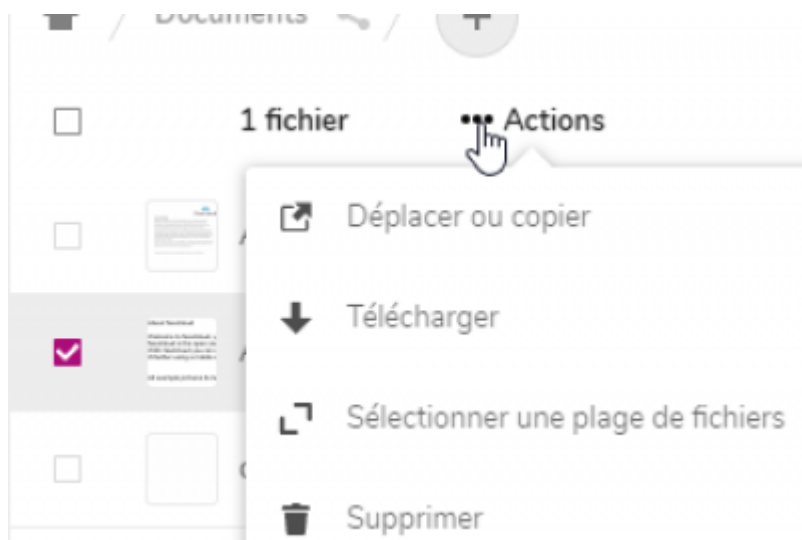 Documents
1 fichier
Actions
Déplacer ou copier
Télécharger
Sélectionner une plage de fichiers
Supprimer